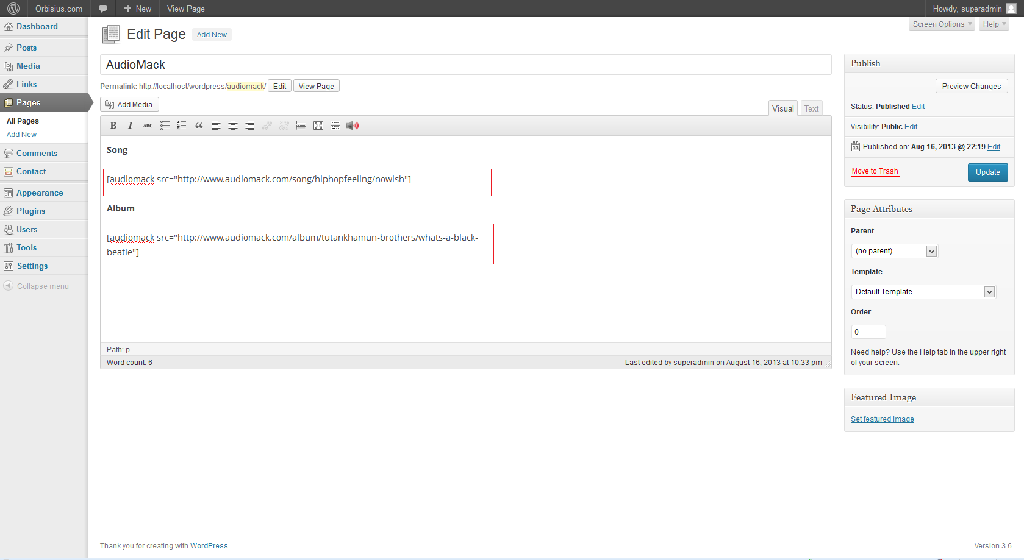 Orbisius.com
+ New
View Page
Howdy, superadmin
Dashboard
Posts
Media
Links
Pages
All Pages
Add New
Comments
Contact
Appearance
Plugins
Users
Tools
Settings
Collapse menu
Screen Options
Help
Edit Page
Add New
AudioMack
Permalink: http://localhost/wordpress/audiomack/
Edit
View Page
Add Media
Visual
Text
B I ABC
Song
[audiomack src="http://www.audiomack.com/song/hiphopfeeling/nowish"]
Album
[audiomack src="http://www.audiomack.com/album/tutankhamun-brothers/whats-a-black-
beatle"]
Path: p
Word count: 6
Last edited by superadmin on August 16, 2013 at 10:33 pm
Publish
Preview Changes
Status: Published Edit
Visibility: Public Edit
Published on: Aug 16, 2013 @ 22:19 Edit
Move to Trash
Update
Page Attributes
Parent
(no parent)
Template
Default Template
Order
0
Need help? Use the Help tab in the upper right
of your screen.
Featured Image
Set featured image
Thank you for creating with WordPress
Version 3.6